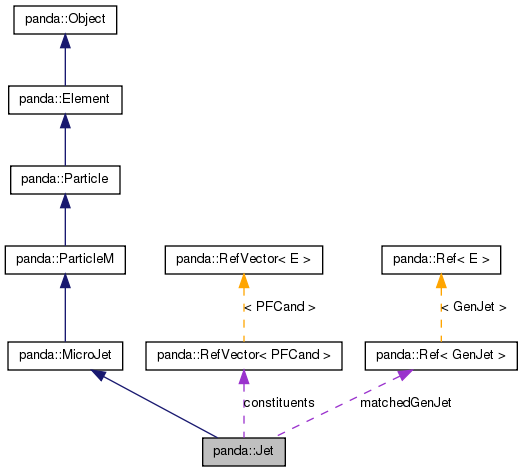 panda::Object
panda::Element
panda::Particle
panda::ParticleM
panda::RefVector< E >
panda::Ref< E >
< PFCand >
< GenJet >
panda::MicroJet
panda::RefVector< PFCand >
panda::Ref< GenJet >
constituents
matchedGenJet
panda::Jet